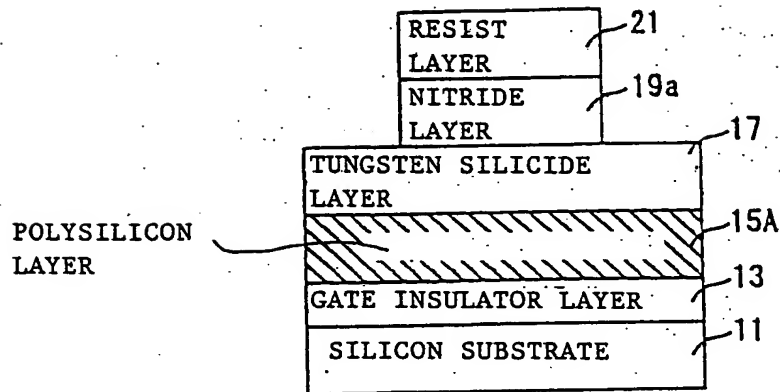 RESIST
LAYER
21
NITRIDE
LAYER
19a
17
TUNGSTEN SILICIDE
LAYER
POLYSILICON
LAYER
15A
13
GATE INSULATOR LAYER
11
SILICON SUBSTRATE